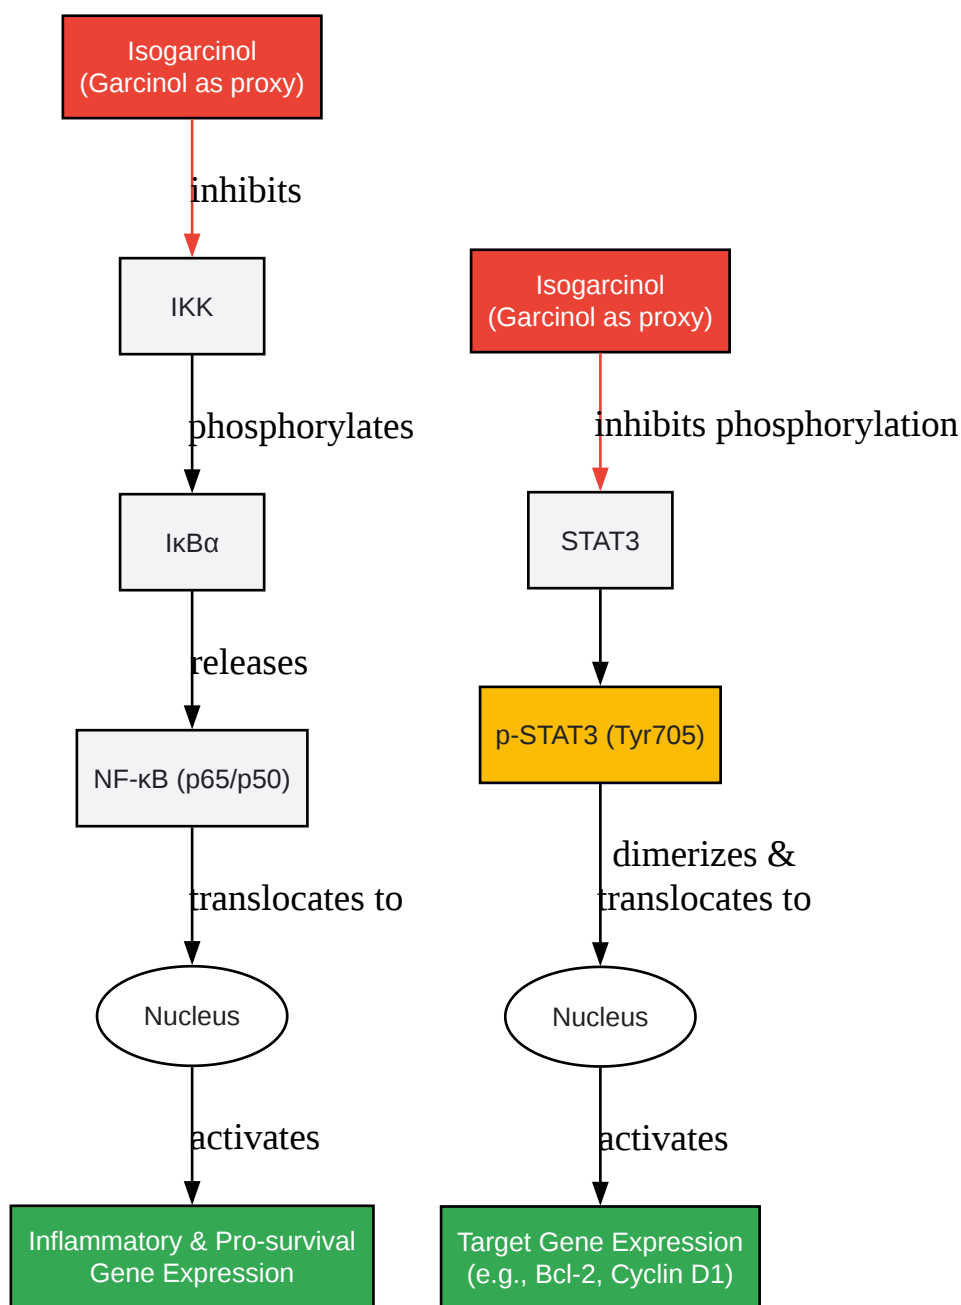 Isogarcinol
(Garcinol as proxy)
inhibits
IKK
phosphorylates
IκBα
releases
NF-κB (p65/p50)
translocates to
Nucleus
activates
Inflammatory & Pro-survival
Gene Expression
Isogarcinol
(Garcinol as proxy)
inhibits phosphorylation
STAT3
p-STAT3 (Tyr705)
dimerizes &
translocates to
Nucleus
activates
Target Gene Expression
(e.g., Bcl-2, Cyclin D1)